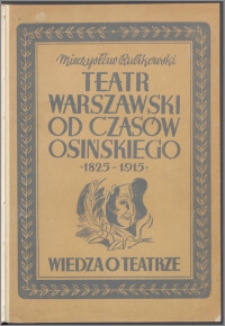 Mieczysław Rulikowski
TEATR
WARSZAWSKI
OD CZASÓW
OSIŃSKIEGO
·1825-1915·
WIEDZA O TEATRZE